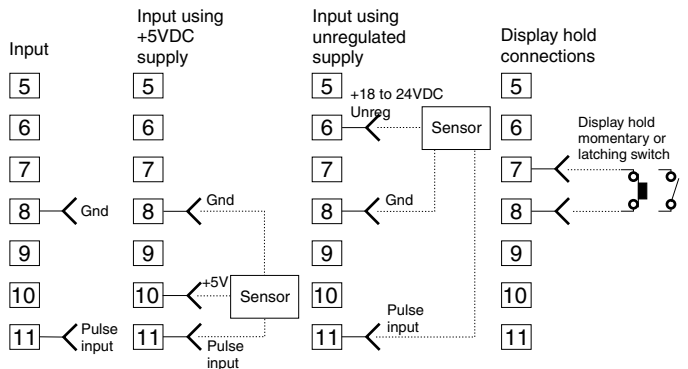 Input
5
6
7
8
Gnd
9
10
11
Pulse
input
Input using
+5VDC
supply
5
6
7
8
Gnd
9
10
+5V
Sensor
11
Pulse
input
Input using
unregulated
supply
5
+18 to 24VDC
Unreg
6
Sensor
7
8
Gnd
9
10
Pulse
input
11
Display hold
connections
5
6
Display hold
momentary or
latching switch
7
8
9
10
11